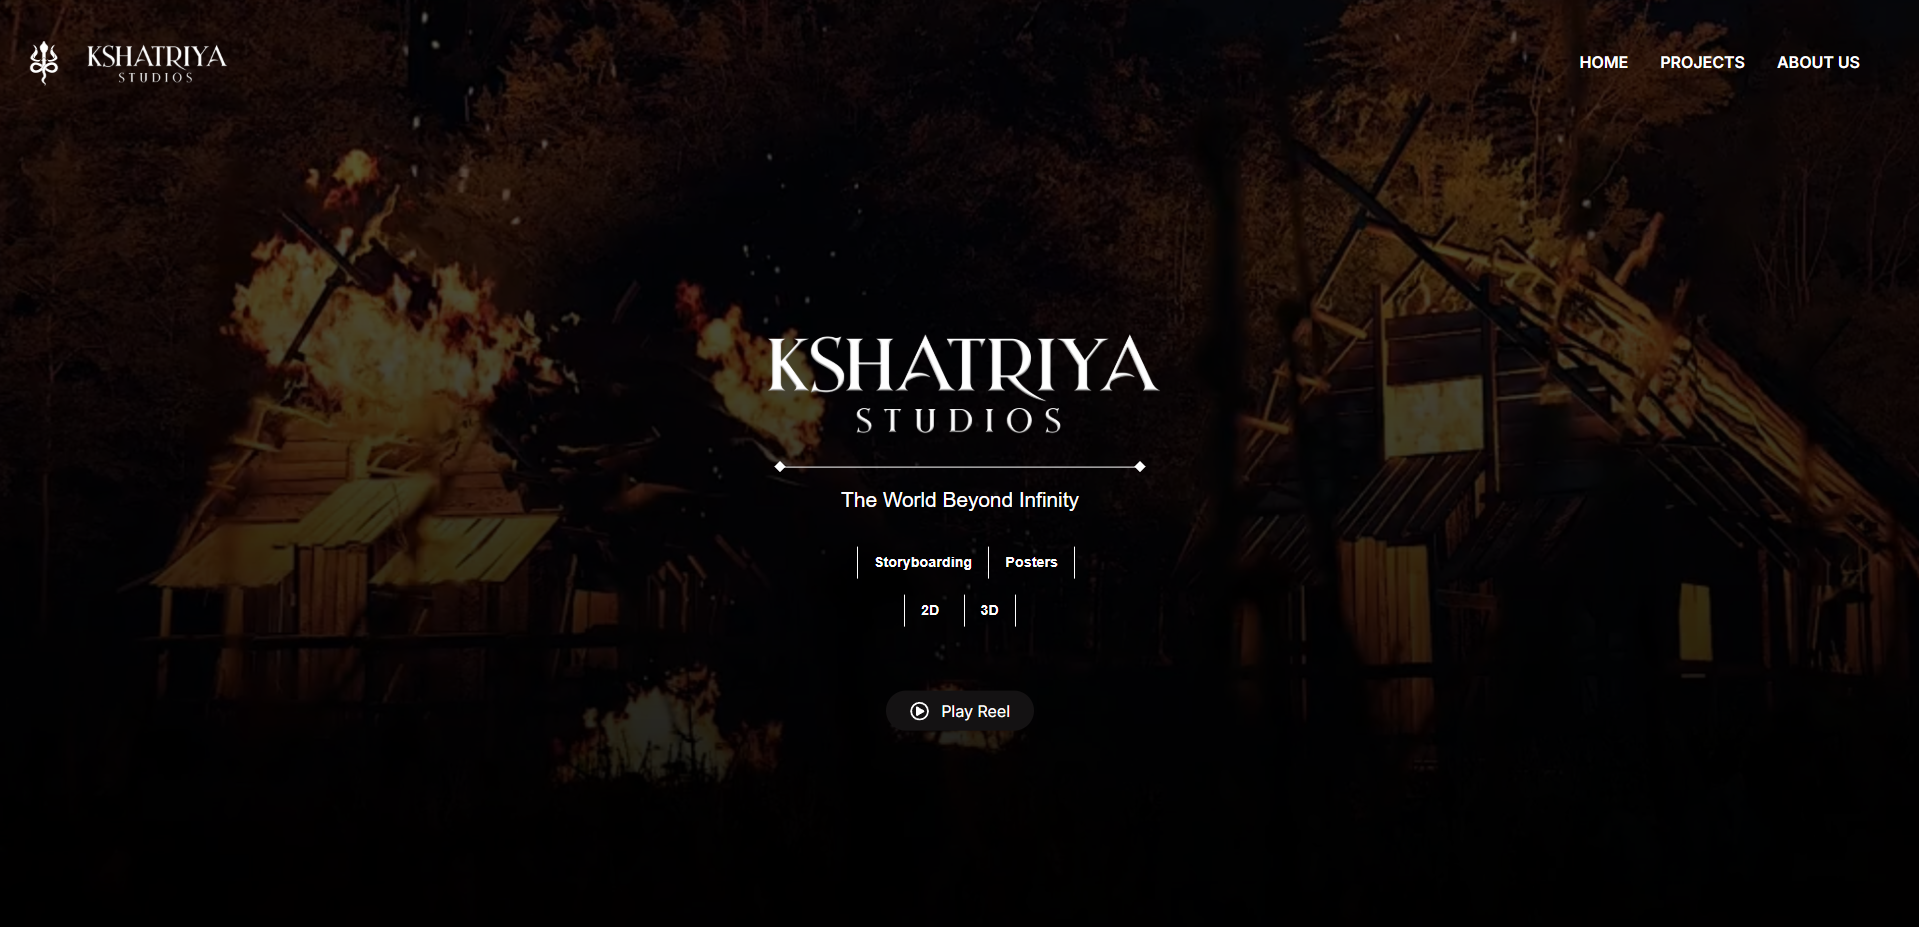 KSHATRIYA
STUDIOS
HOME PROJECTS ABOUT US
KSHATRIYA
STUDIOS
The World Beyond Infinity
Storyboarding Posters
2D 3D
Play Reel